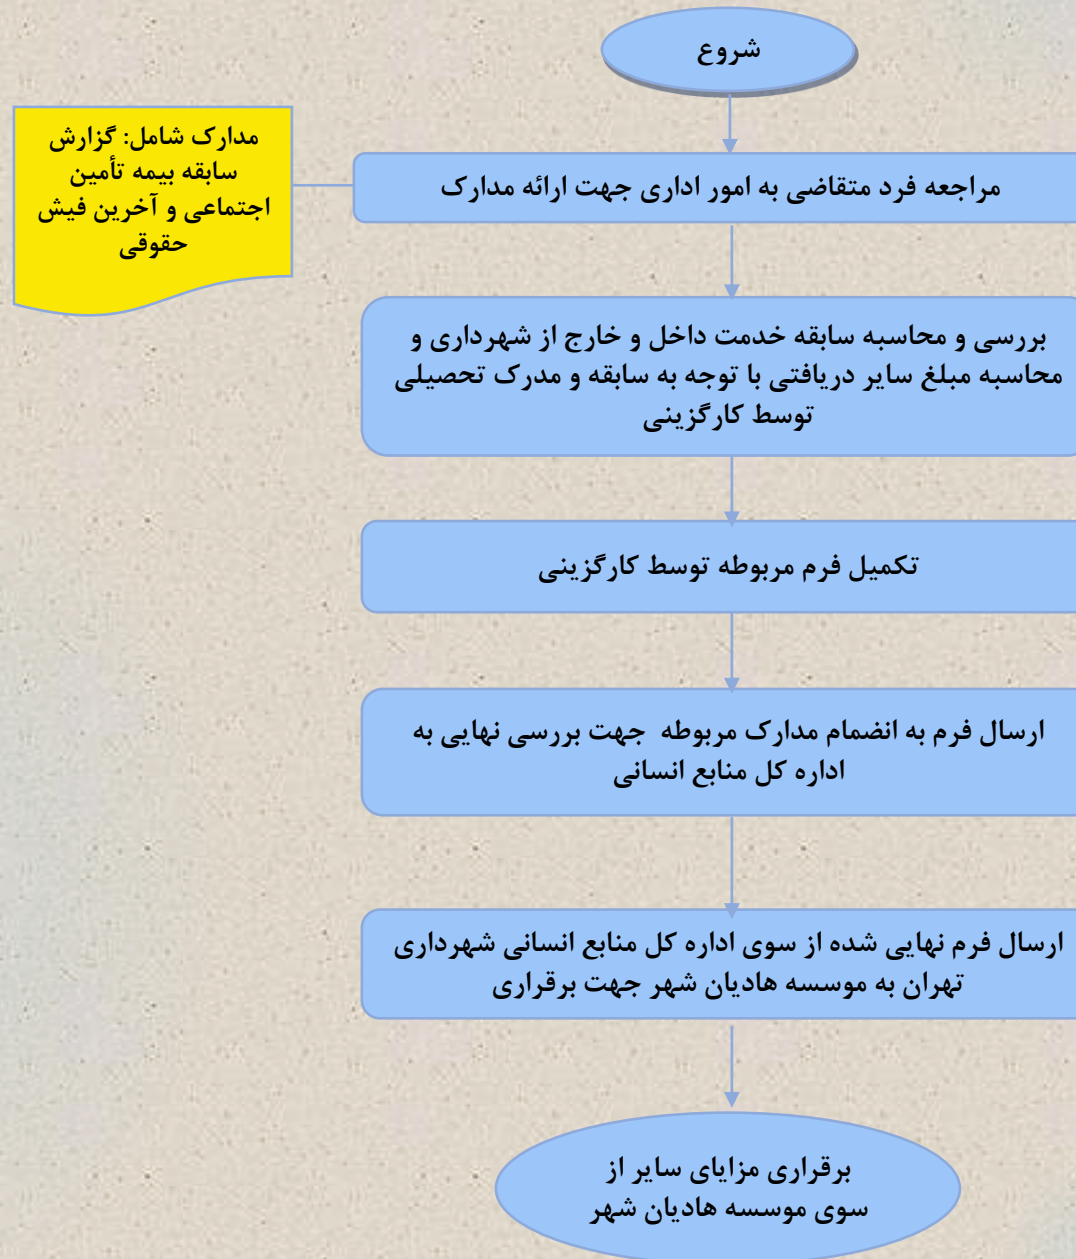 شروع
مدارک شامل: گزارش
سابقه بیمه تأمین
اجتماعی و آخرین فیش
حقوقی
مراجعه فرد متقاضی به امور اداری جهت ارائه مدارک
بررسی و محاسبه سابقه خدمت داخل و خارج از شهرداری و
محاسبه مبلغ سایر دریافتی با توجه به سابقه و مدرک تحصیلی
توسط کارگزینی
تکمیل فرم مربوطه توسط کارگزینی
ارسال فرم به انضمام مدارک مربوطه  جهت بررسی نهایی به
اداره کل منابع انسانی
ارسال فرم نهایی شده از سوی اداره کل منابع انسانی شهرداری
تهران به موسسه هادیان شهر جهت برقراری
برقراری مزایای سایر از
سوی موسسه هادیان شهر